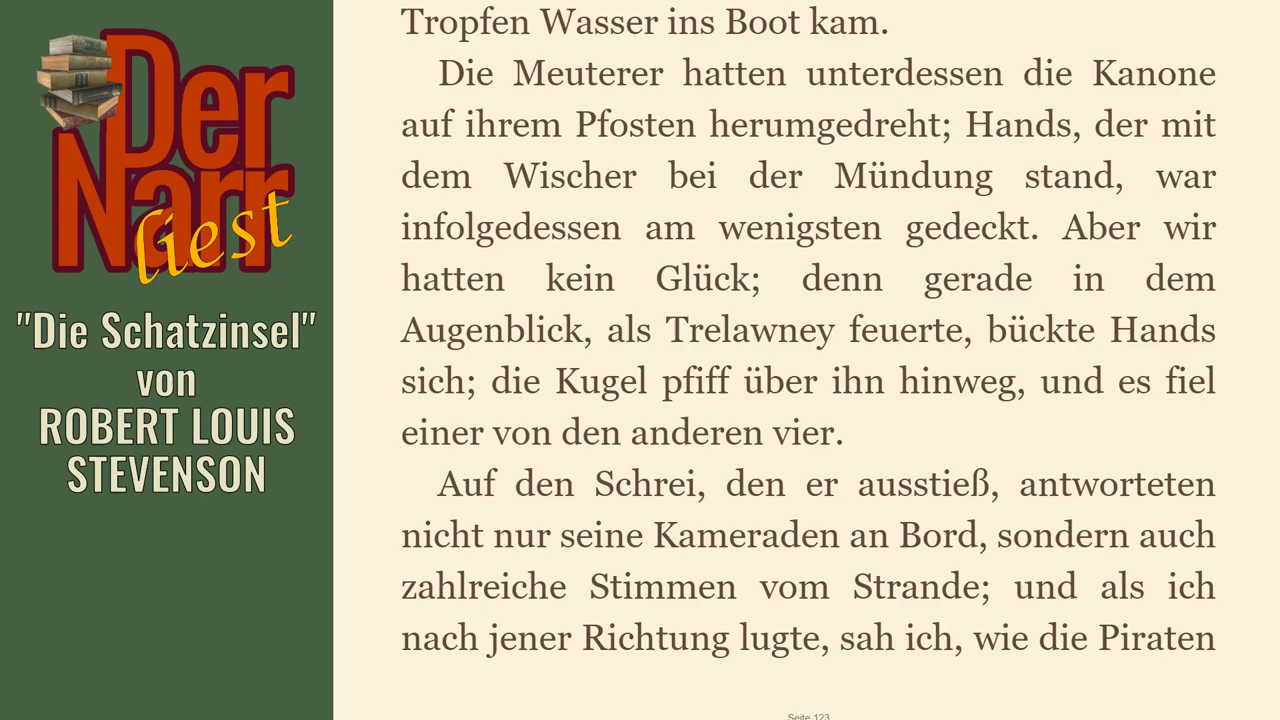 Der
Narr
liest
"Die Schatzinsel"
von
ROBERT LOUIS
STEVENSON
Tropfen Wasser ins Boot kam.
Die Meuterer hatten unterdessen die Kanone
auf ihrem Pfosten herumgedreht; Hands, der mit
dem Wischer bei der Mündung stand, war
infolgedessen am wenigsten gedeckt. Aber wir
hatten kein Glück; denn gerade in dem
Augenblick, als Trelawney feuerte, bückte Hands
sich; die Kugel pfiff über ihn hinweg, und es fiel
einer von den anderen vier.
Auf den Schrei, den er ausstieß, antworteten
nicht nur seine Kameraden an Bord, sondern auch
zahlreiche Stimmen vom Strande; und als ich
nach jener Richtung lugte, sah ich, wie die Piraten
Seite 123